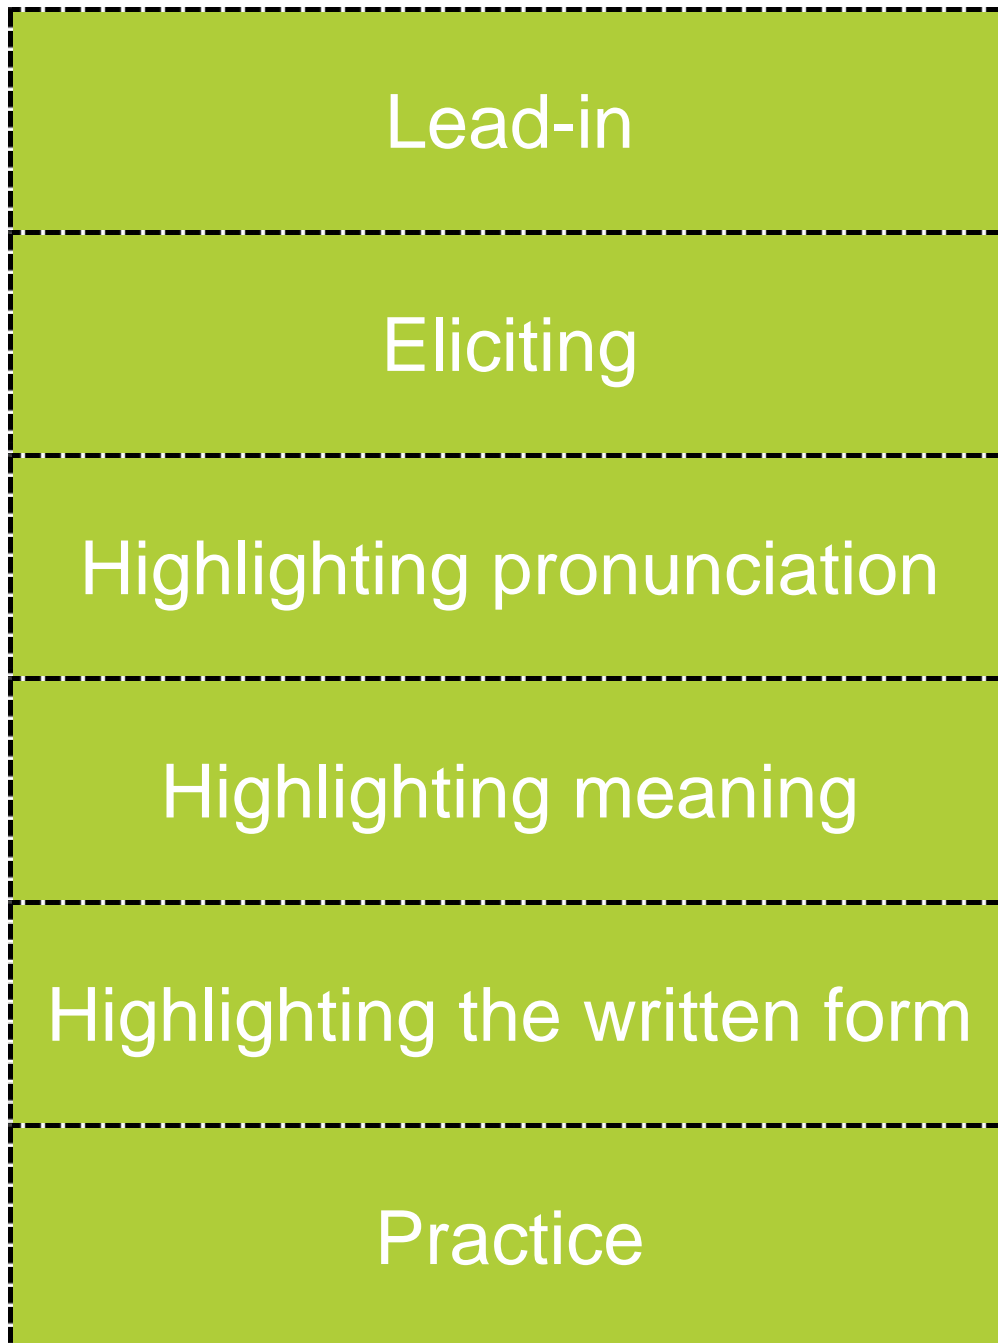 Lead-in
Eliciting
Highlighting pronunciation
Highlighting meaning
Highlighting the written form
Practice